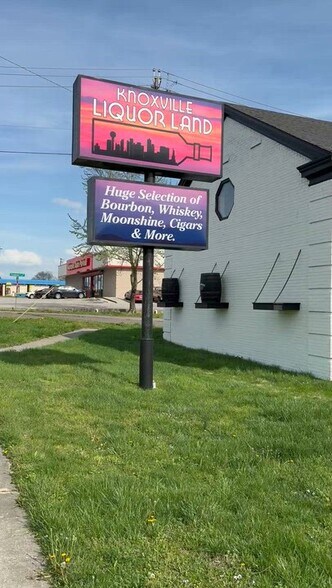 KNOXVILLE
LIQUOR LAND
Huge Selection of
Bourbon, Whiskey,
Moonshine, Cigars
& More.